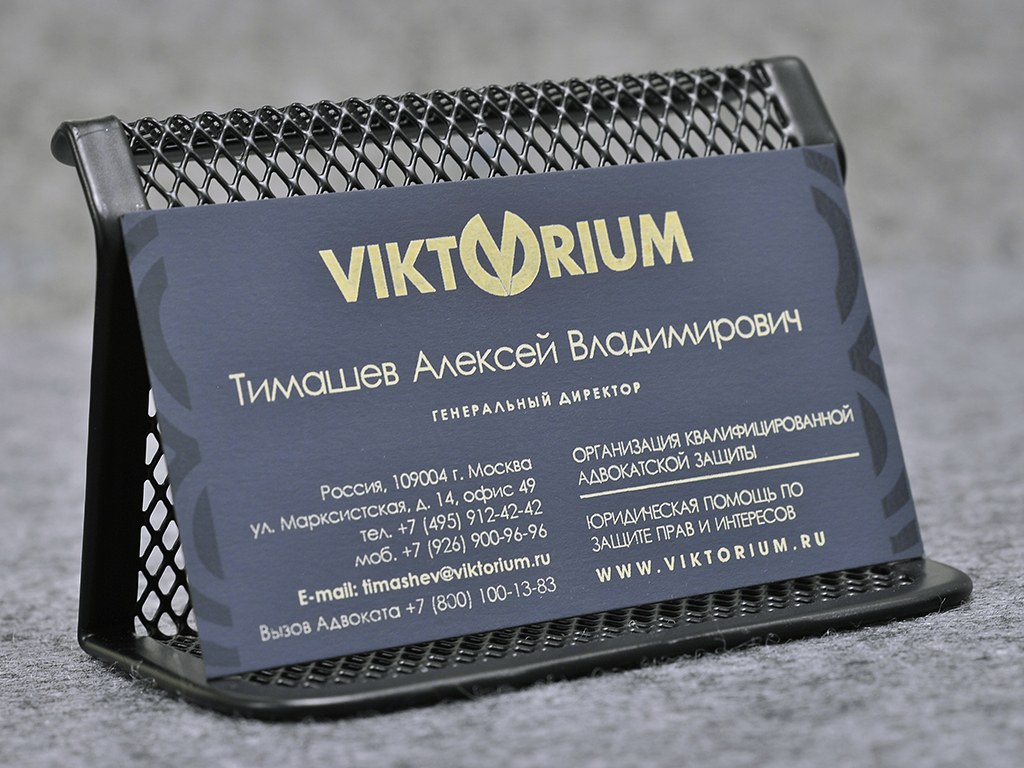 VIKTORIUM
Тимашев Алексей Владимирович
ГЕНЕРАЛЬНЫЙ ДИРЕКТОР
Россия, 109004 г. Москва
ул. Марксистская, д. 14, офис 49
тел. +7 (495) 912-42-42
моб. +7 (926) 900-96-96
E-mail: timashev@viktorium.ru
Вызов Адвоката +7 (800) 100-13-83
ОРГАНИЗАЦИЯ КВАЛИФИЦИРОВАННОЙ
АДВОКАТСКОЙ ЗАЩИТЫ
ЮРИДИЧЕСКАЯ ПОМОЩЬ ПО
ЗАЩИТЕ ПРАВ И ИНТЕРЕСОВ
WWW.VIKTORIUM.RU